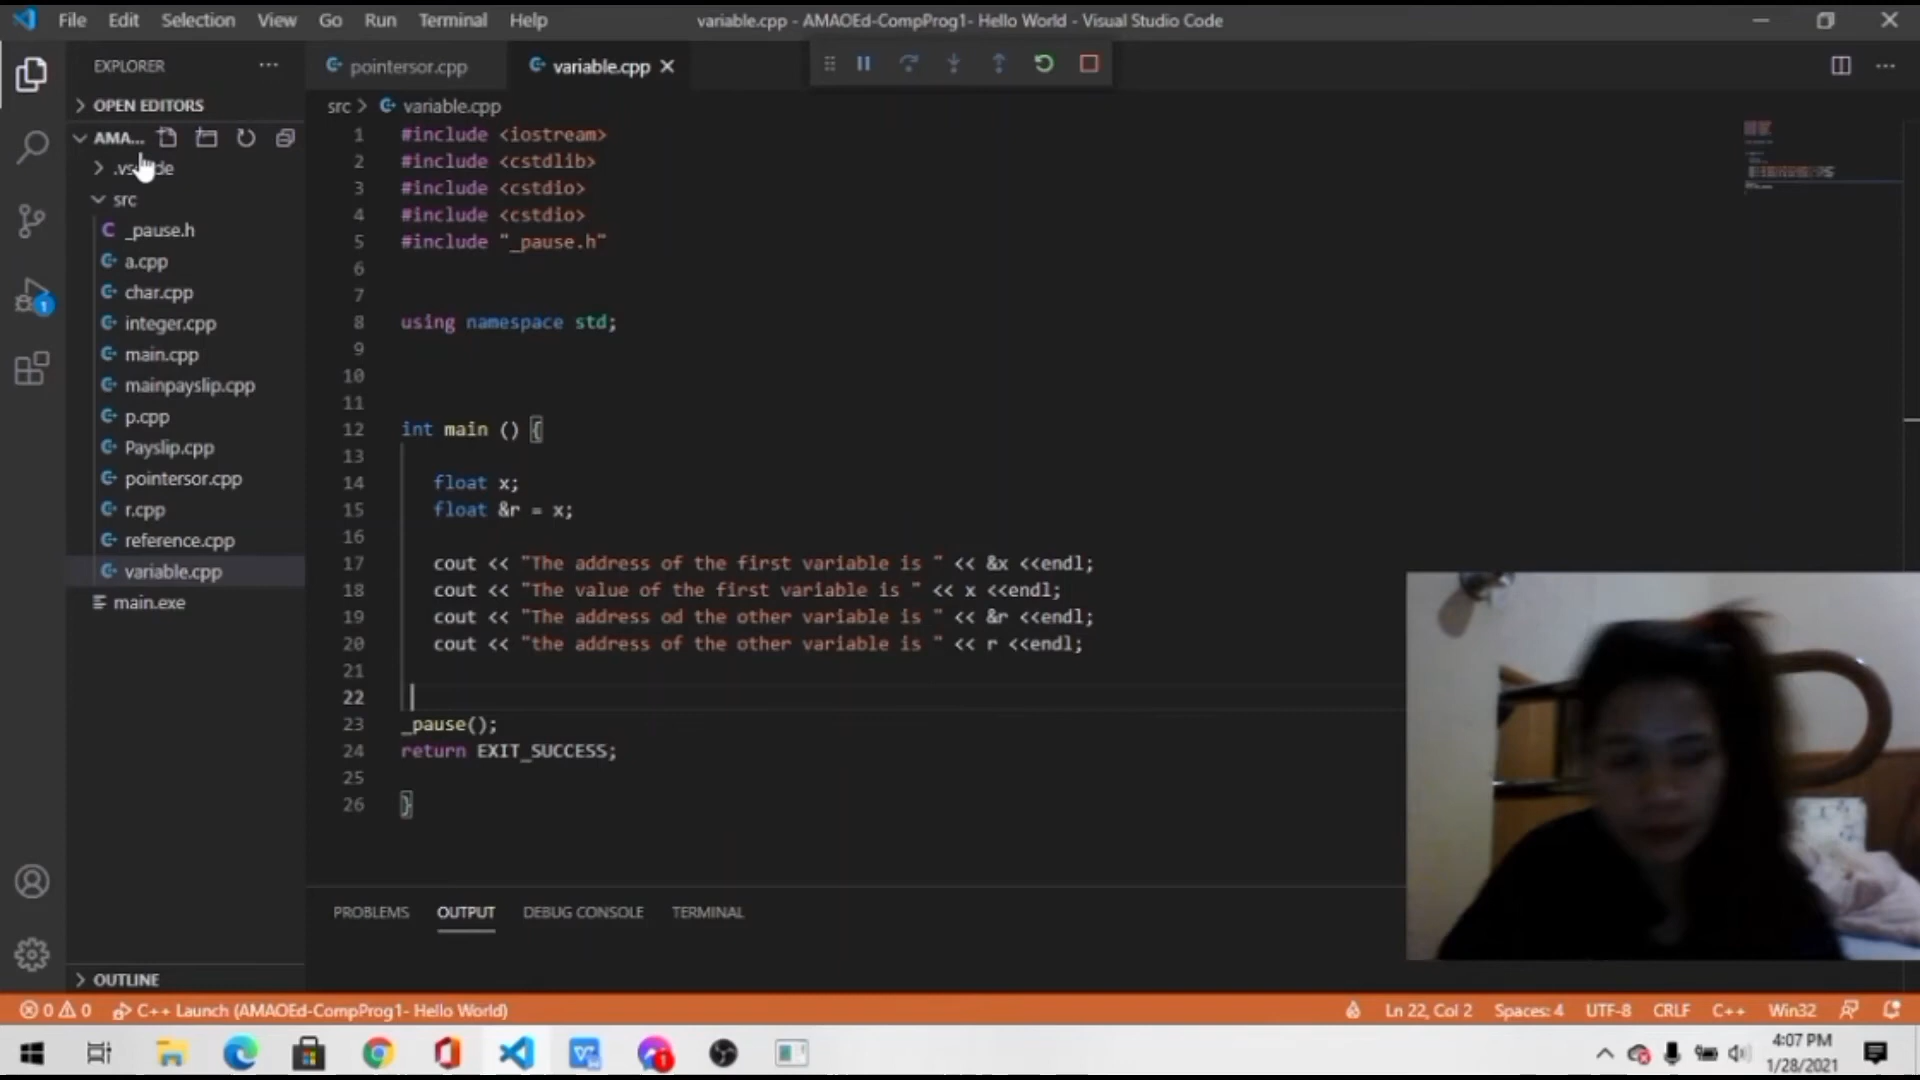 File Edit Selection View Go Run Terminal Help
variable.cpp - AMAOEd-CompProg1- Hello World - Visual Studio Code
EXPLORER
OPEN EDITORS
AMA...
src
_pause.h
a.cpp
char.cpp
integer.cpp
main.cpp
mainpayslip.cpp
p.cpp
Payslip.cpp
pointersor.cpp
r.cpp
reference.cpp
variable.cpp
main.exe
OUTLINE
pointersor.cpp
variable.cpp
src > variable.cpp
1 #include <iostream>
2 #include <cstdlib>
3 #include <cstdio>
4 #include <cstdio>
5 #include "_pause.h"
6
7
8 using namespace std;
9
10
11
12 int main () {
13
14 float x;
15 float &r = x;
16
17 cout << "The address of the first variable is " << &x <<endl;
18 cout << "The value of the first variable is " << x <<endl;
19 cout << "The address od the other variable is " << &r <<endl;
20 cout << "the address of the other variable is " << r <<endl;
21
22
23 _pause();
24 return EXIT_SUCCESS;
25
26 }
PROBLEMS OUTPUT DEBUG CONSOLE TERMINAL
0 0 C++ Launch (AMAOEd-CompProg1- Hello World)
Ln 22, Col 2 Spaces: 4 UTF-8 CRLF C++ Win32
4:07 PM
1/28/2021